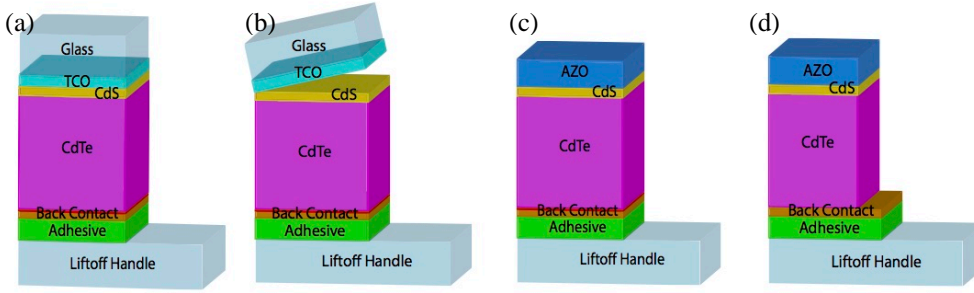 (a)
Glass
TCO
CdS
CdTe
Back Contact
Adhesive
Liftoff Handle
(b)
Glass
TCO
CdS
CdTe
Back Contact
Adhesive
Liftoff Handle
(c)
AZO
CdS
CdTe
Back Contact
Adhesive
Liftoff Handle
(d)
AZO
CdS
CdTe
Back Contact
Adhesive
Liftoff Handle